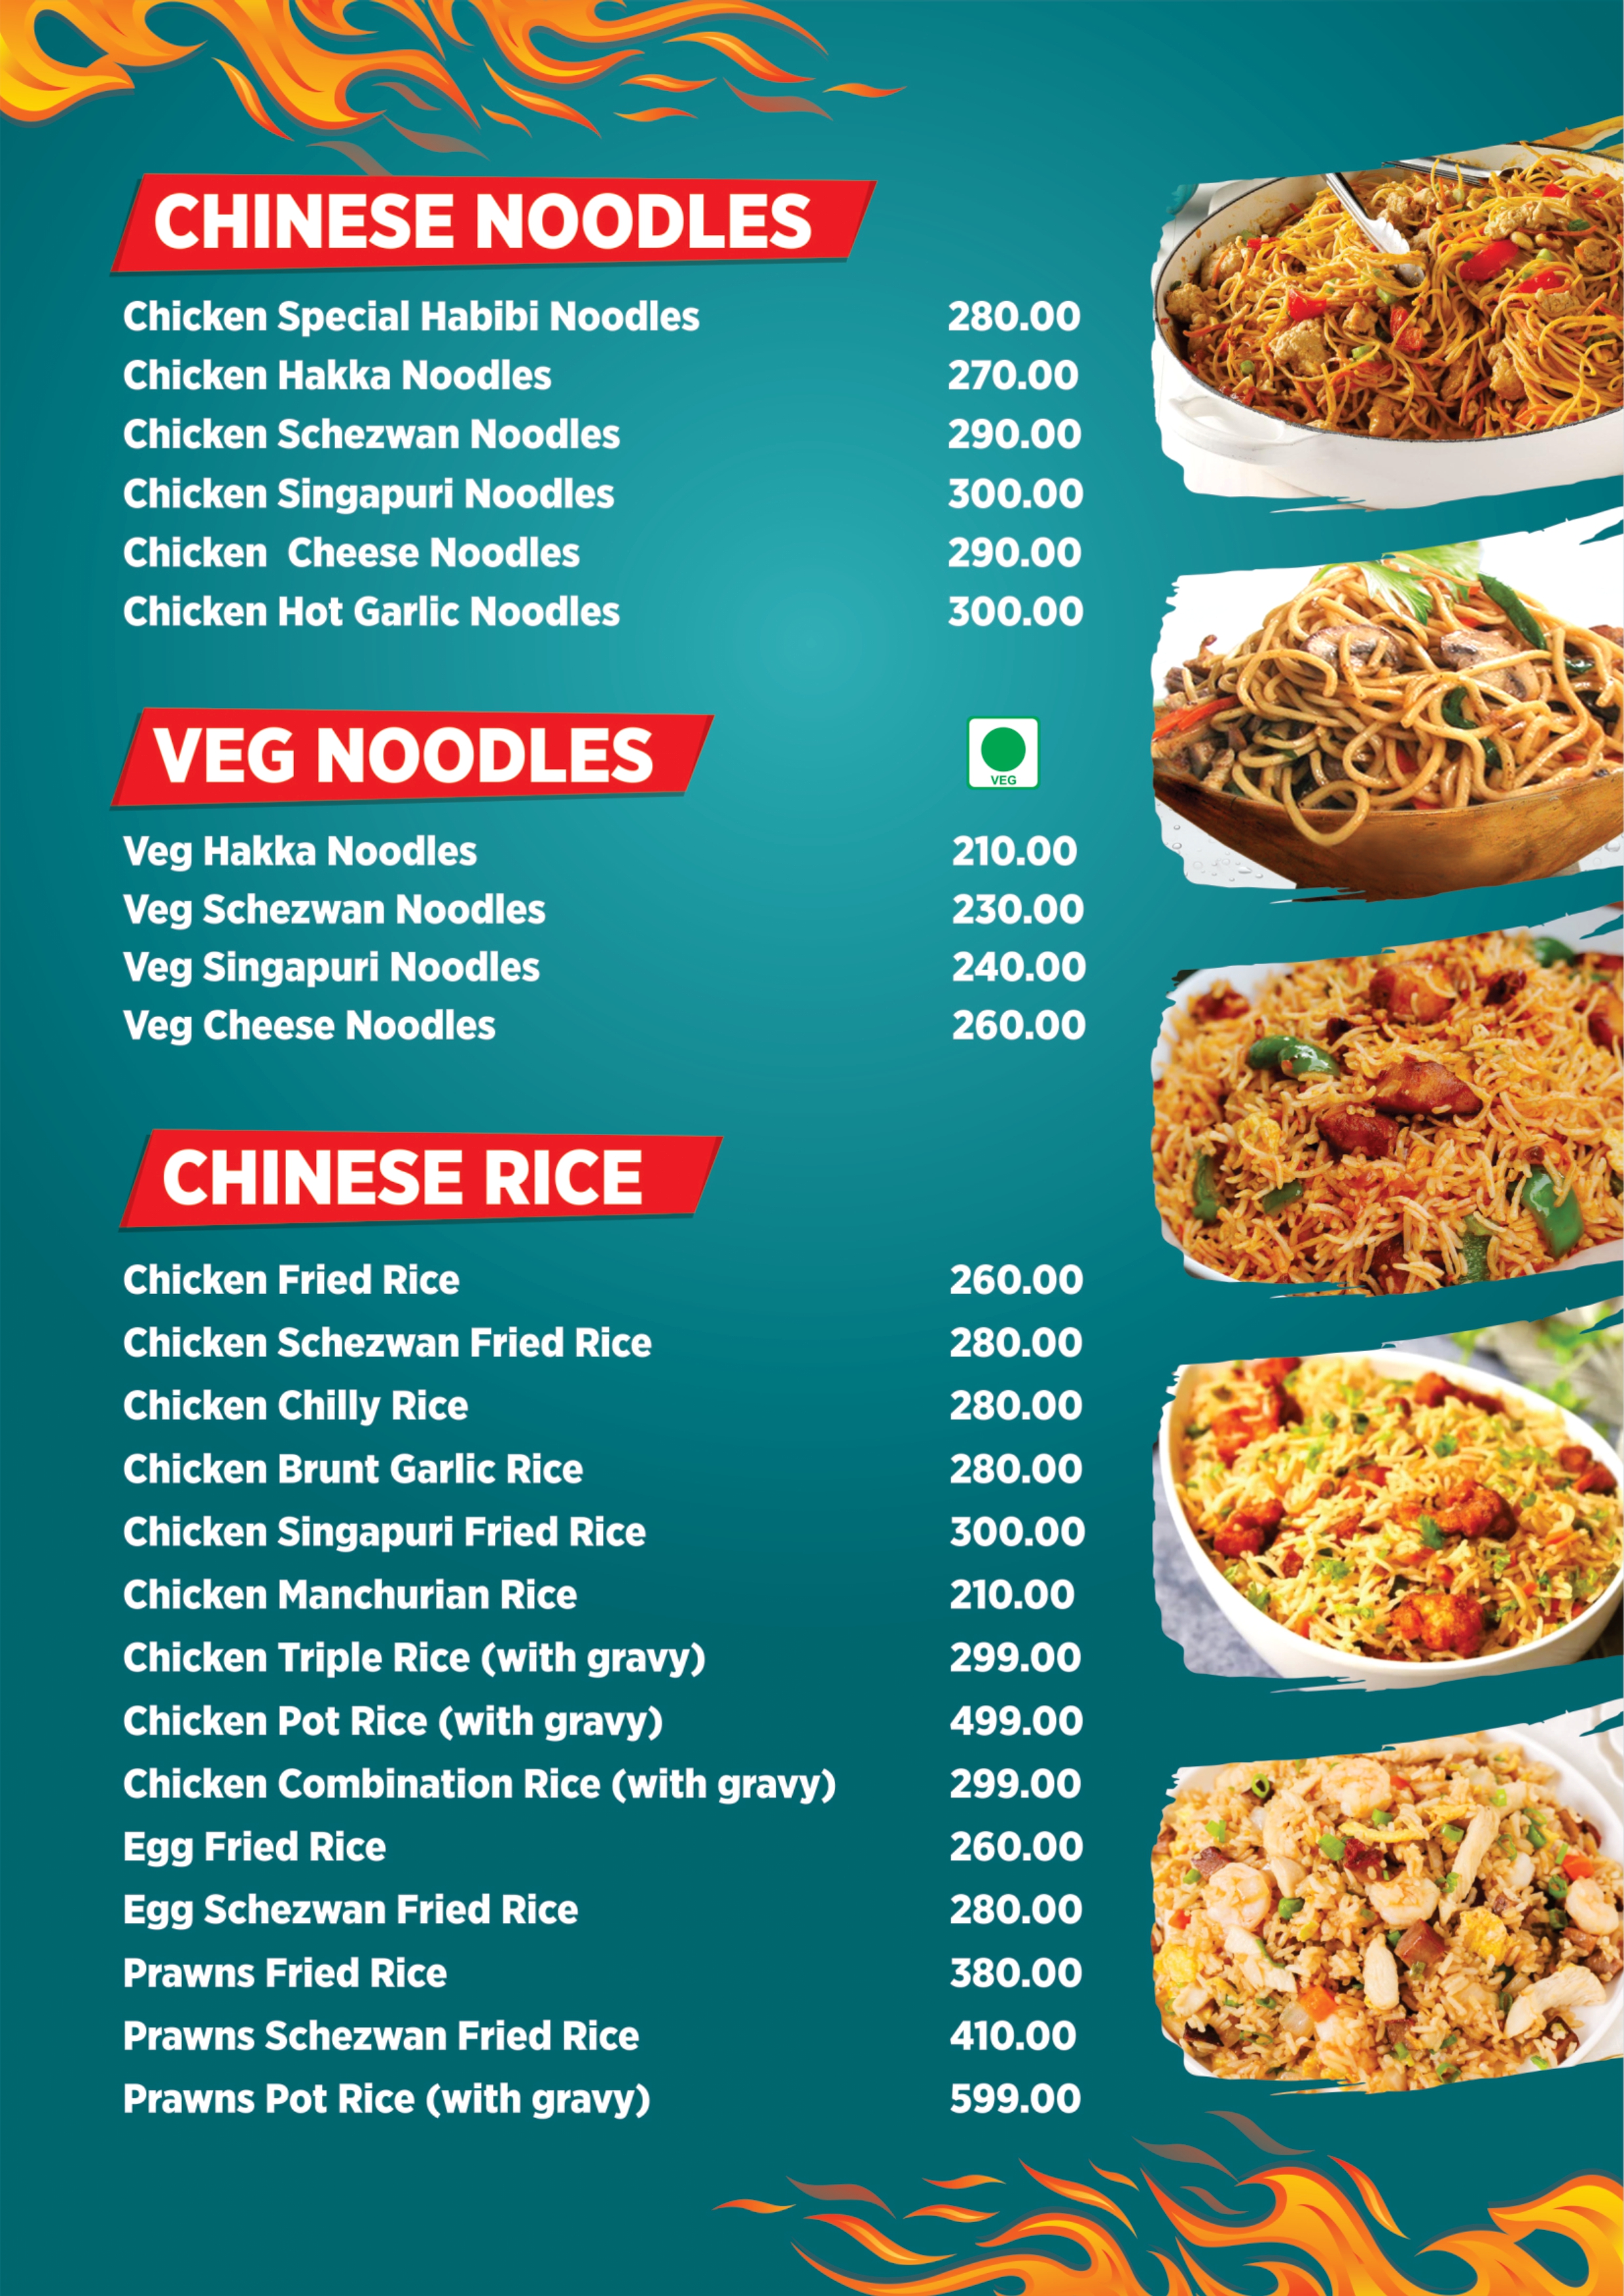 CHINESE NOODLES
Chicken Special Habibi Noodles 280.00
Chicken Hakka Noodles 270.00
Chicken Schezwan Noodles 290.00
Chicken Singapuri Noodles 300.00
Chicken Cheese Noodles 290.00
Chicken Hot Garlic Noodles 300.00
VEG NOODLES
VEG
Veg Hakka Noodles 210.00
Veg Schezwan Noodles 230.00
Veg Singapuri Noodles 240.00
Veg Cheese Noodles 260.00
CHINESE RICE
Chicken Fried Rice 260.00
Chicken Schezwan Fried Rice 280.00
Chicken Chilly Rice 280.00
Chicken Brunt Garlic Rice 280.00
Chicken Singapuri Fried Rice 300.00
Chicken Manchurian Rice 210.00
Chicken Triple Rice (with gravy) 299.00
Chicken Pot Rice (with gravy) 499.00
Chicken Combination Rice (with gravy) 299.00
Egg Fried Rice 260.00
Egg Schezwan Fried Rice 280.00
Prawns Fried Rice 380.00
Prawns Schezwan Fried Rice 410.00
Prawns Pot Rice (with gravy) 599.00